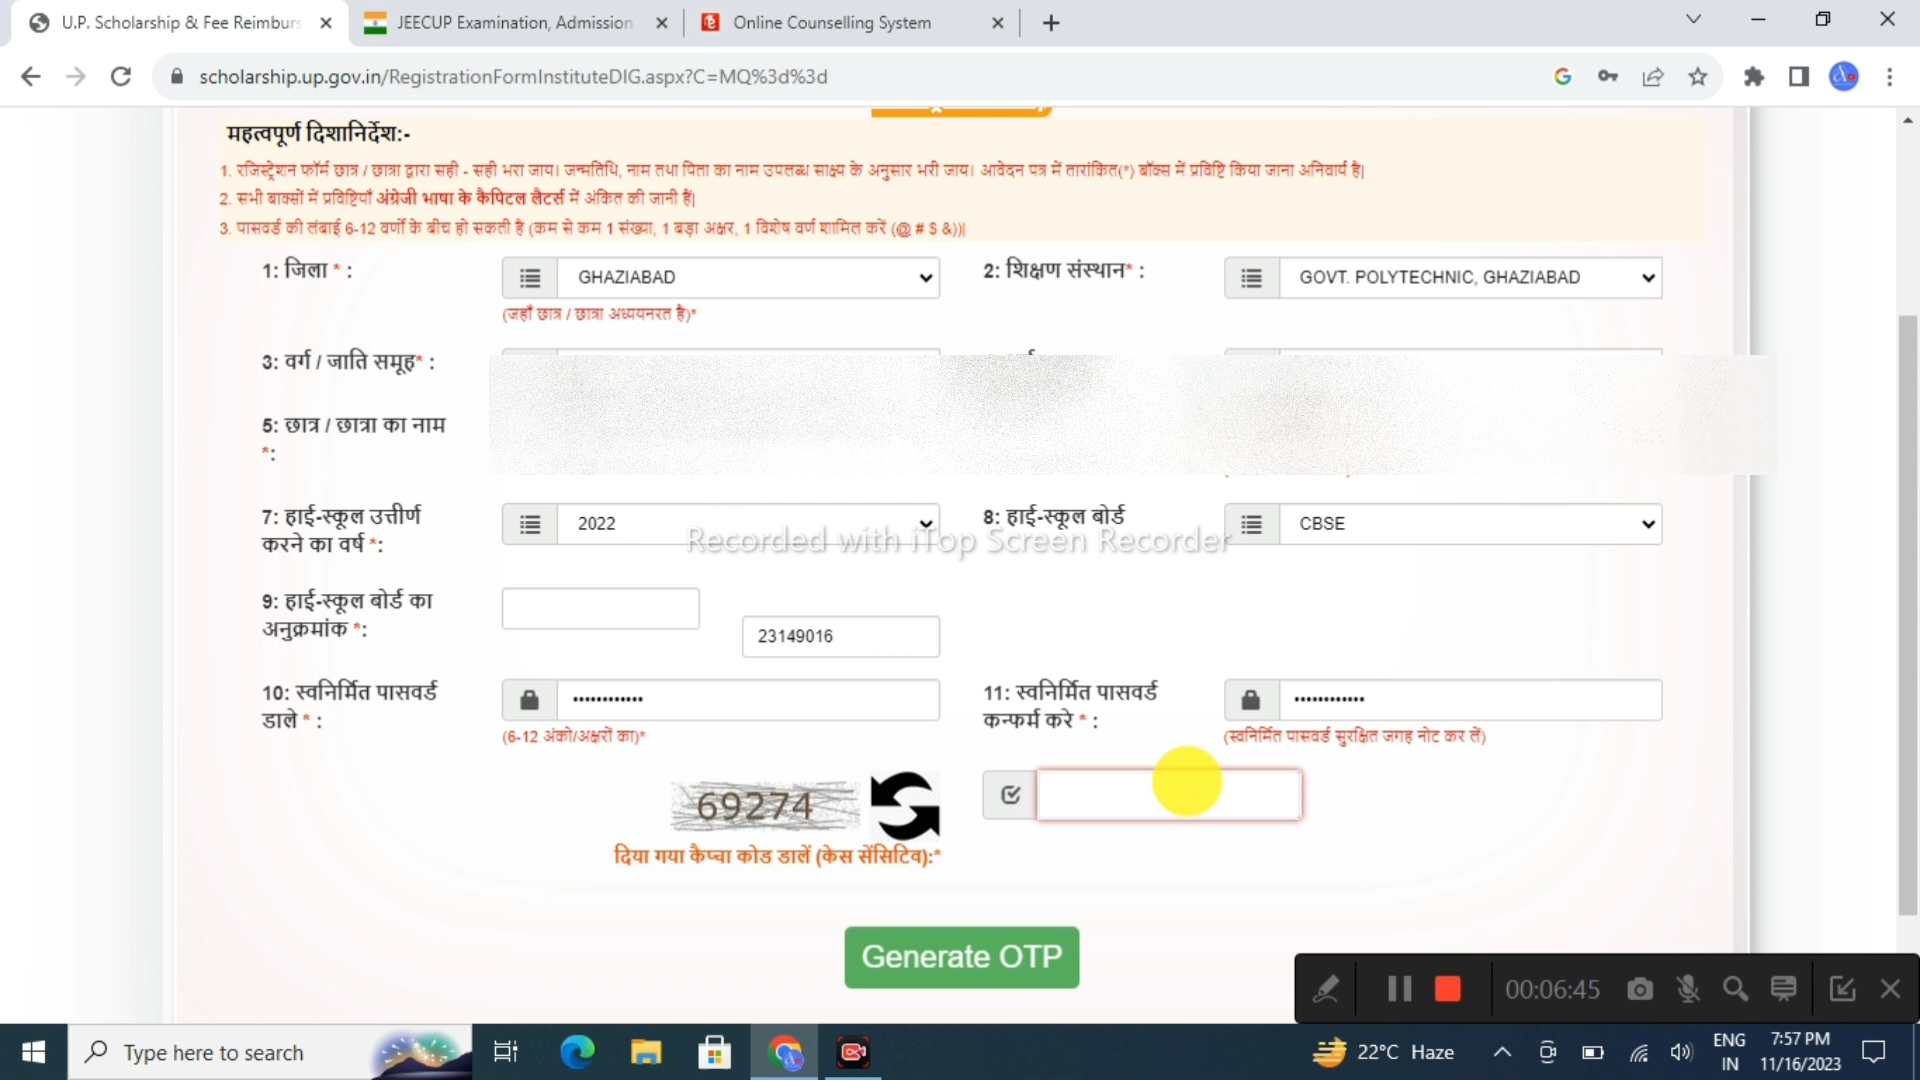 U.P. Scholarship & Fee Reimburs
JEECUP Examination, Admission
Online Counselling System
scholarship.up.gov.in/RegistrationFormInstituteDIG.aspx?C=MQ%3d%3d
महत्वपूर्ण दिशानिर्देश:-
1. रजिस्ट्रेशन फॉर्म छात्र / छात्रा द्वारा सही - सही भरा जाय। जन्मतिथि, नाम तथा पिता का नाम उपलब्ध साक्ष्य के अनुसार भरी जाय। आवेदन पत्र में तारांकित(*) बॉक्स में प्रविष्टि किया जाना अनिवार्य है|
2. सभी बाक्सों में प्रविष्टियाँ अंग्रेजी भाषा के कैपिटल लैटर्स में अंकित की जानी हैं|
3. पासवर्ड की लंबाई 6-12 वर्णों के बीच हो सकती है (कम से कम 1 संख्या, 1 बड़ा अक्षर, 1 विशेष वर्ण शामिल करें (@ # $ &))|
1: जिला * :
GHAZIABAD
2: शिक्षण संस्थान* :
GOVT. POLYTECHNIC, GHAZIABAD
(जहाँ छात्र / छात्रा अध्ययनरत है)*
3: वर्ग / जाति समूह* :
5: छात्र / छात्रा का नाम
*:
7: हाई-स्कूल उत्तीर्ण
करने का वर्ष *:
2022
8: हाई-स्कूल बोर्ड
CBSE
Recorded with iTop Screen Recorder
9: हाई-स्कूल बोर्ड का
अनुक्रमांक *:
23149016
10: स्वनिर्मित पासवर्ड
डाले * :
••••••••••••
11: स्वनिर्मित पासवर्ड
कन्फर्म करे * :
••••••••••••
(6-12 अंको/अक्षरों का)*
(स्वनिर्मित पासवर्ड सुरक्षित जगह नोट कर लें)
69274
दिया गया कैप्चा कोड डालें (केस सेंसिटिव):*
Generate OTP
00:06:45
Type here to search
22°C Haze
ENG
IN
7:57 PM
11/16/2023